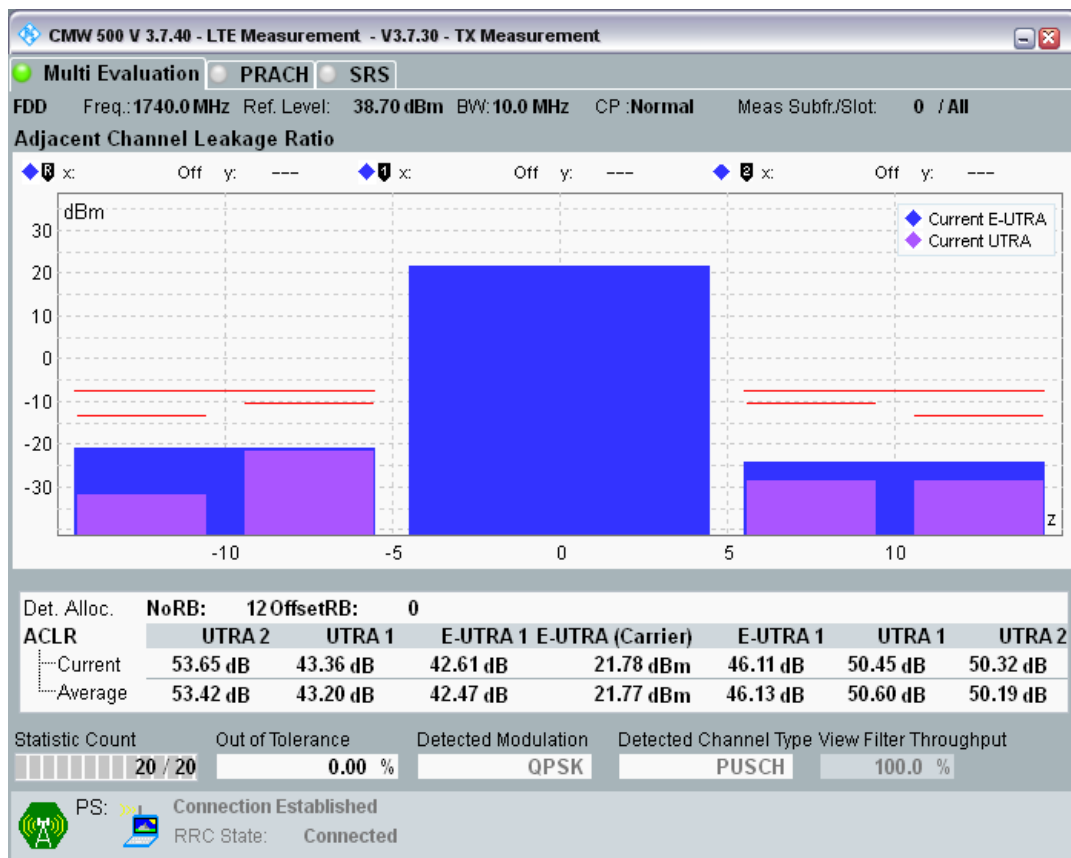 CMW 500 V 3.7.40 - LTE Measurement - V3.7.30 - TX Measurement
Multi Evaluation PRACH SRS
FDD Freq.:1740.0 MHz Ref. Level: 38.70 dBm BW:10.0 MHz CP :Normal Meas Subfr./Slot: 0 / All
Adjacent Channel Leakage Ratio
R x: Off y: --- 1 x: Off y: --- 2 x: Off y: ---
dBm
Current E-UTRA
Current UTRA
30
20
10
0
-10
-20
-30
z
-10 -5 0 5 10
Det. Alloc. NoRB: 12 OffsetRB: 0
ACLR UTRA 2 UTRA 1 E-UTRA 1 E-UTRA (Carrier) E-UTRA 1 UTRA 1 UTRA 2
Current 53.65 dB 43.36 dB 42.61 dB 21.78 dBm 46.11 dB 50.45 dB 50.32 dB
Average 53.42 dB 43.20 dB 42.47 dB 21.77 dBm 46.13 dB 50.60 dB 50.19 dB
Statistic Count Out of Tolerance Detected Modulation Detected Channel Type View Filter Throughput
20 / 20 0.00 % QPSK PUSCH 100.0 %
PS: Connection Established
RRC State: Connected